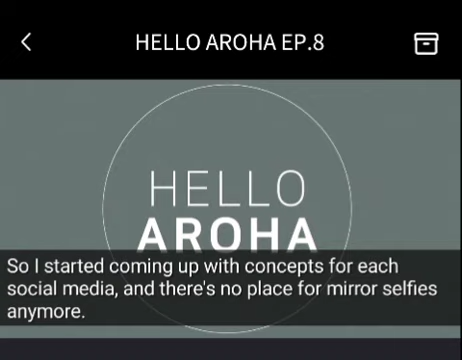 HELLO AROHA EP.8
HELLO
AROHA
So I started coming up with concepts for each
social media, and there's no place for mirror selfies
anymore.